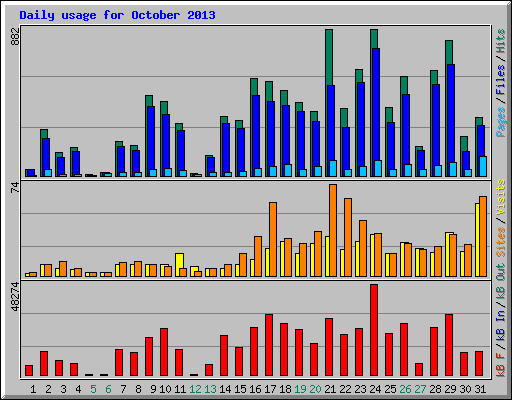 Daily usage for October 2013
882
Pages / Files / Hits
74
Sites / Visits
48274
kB F / kB In / kB Out
1 2 3 4 5 6 7 8 9 10 11 12 13 14 15 16 17 18 19 20 21 22 23 24 25 26 27 28 29 30 31